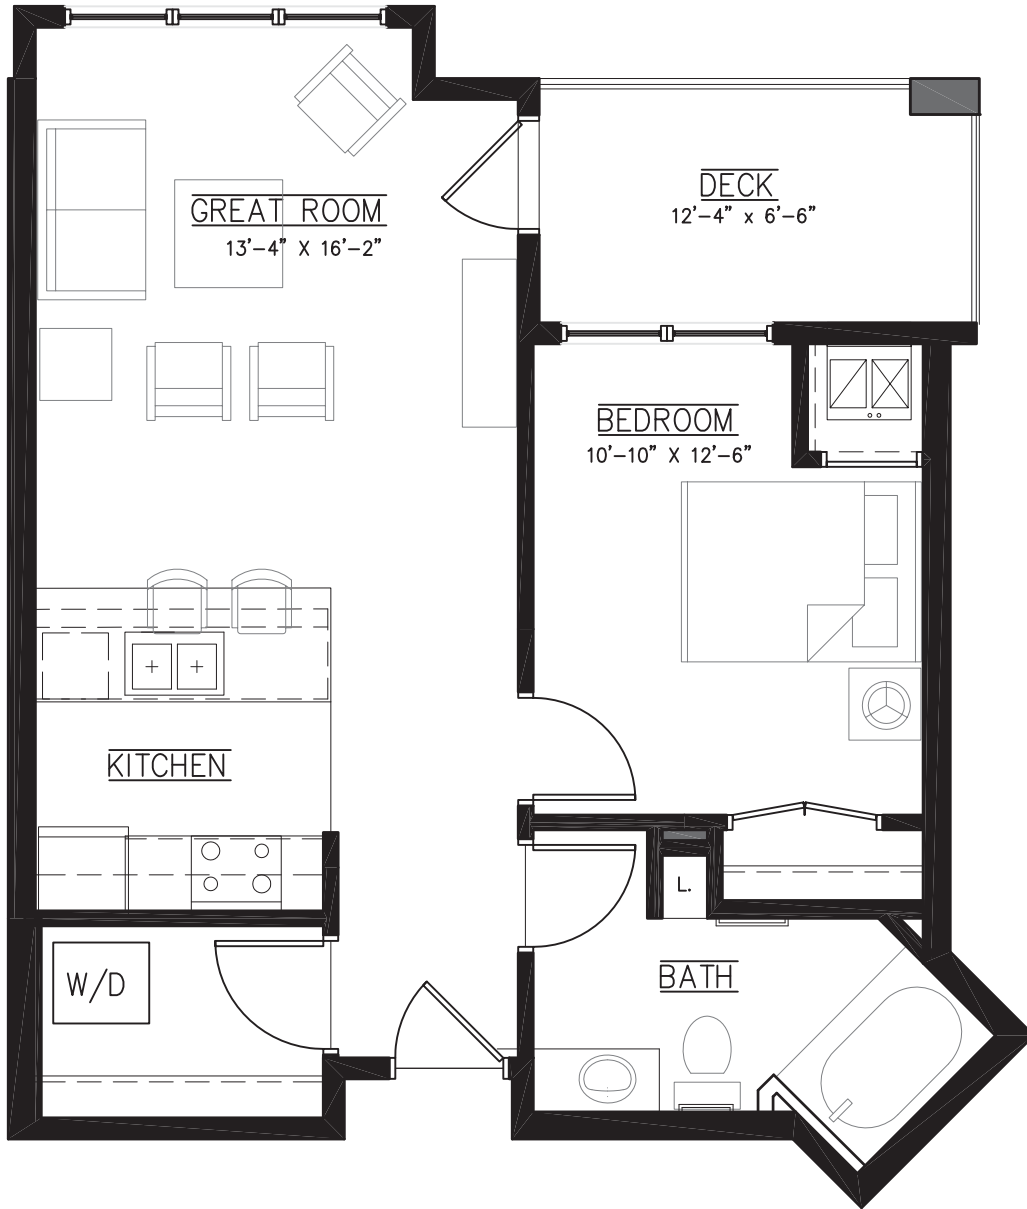 GREAT ROOM
13'-4" X 16'-2"
DECK
12'-4" x 6'-6"
BEDROOM
10'-10" X 12'-6"
KITCHEN
L.
W/D
BATH